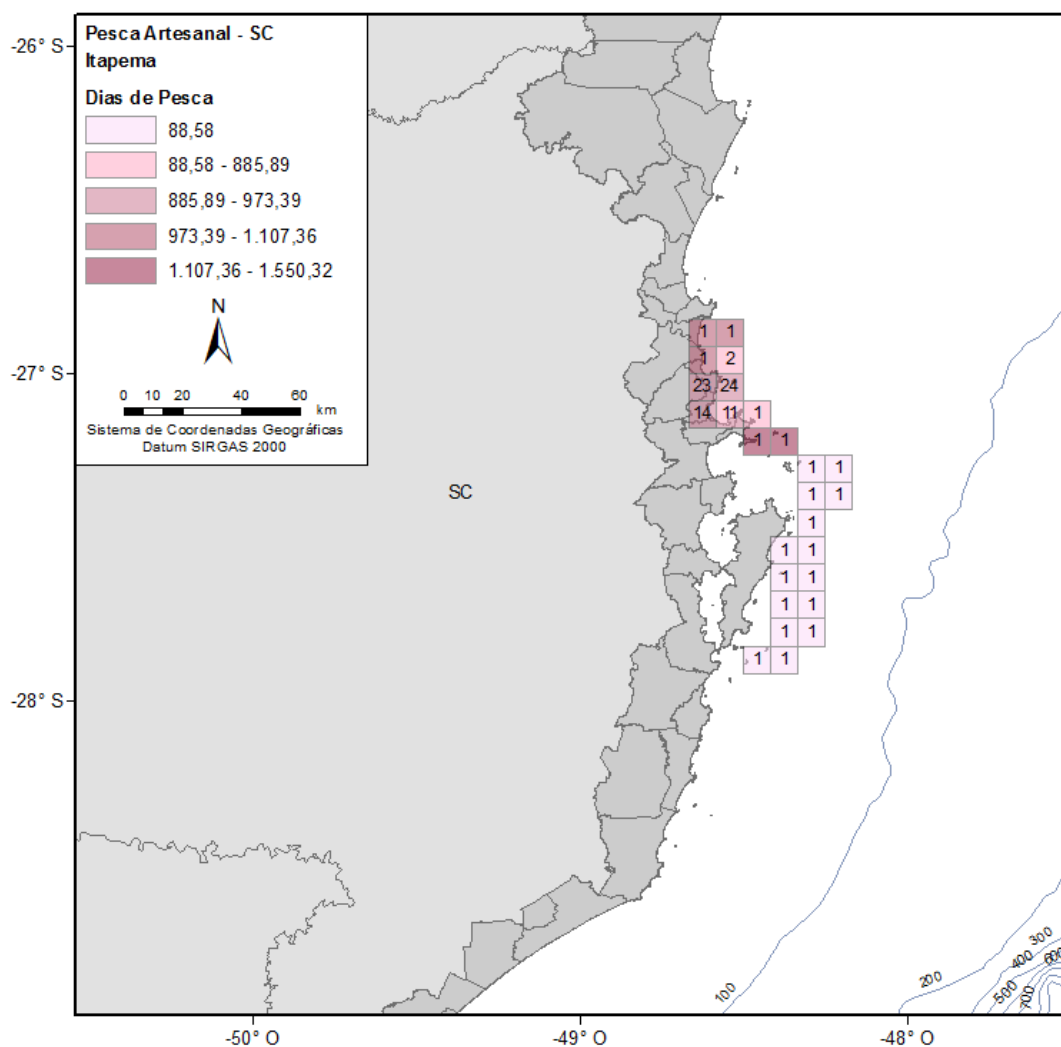 Pesca Artesanal - SC
Itapema
Dias de Pesca
88,58
88,58 - 885,89
885,89 - 973,39
973,39 - 1.107,36
1.107,36 - 1.550,32
N
0 10 20 40 60
km
Sistema de Coordenadas Geográficas
Datum SIRGAS 2000
-26° S
-27° S
-28° S
1 1
1 2
23 24
14 11 1
1 1
1 1
1 1
1
1 1
1 1
1 1
1 1
1 1
SC
100
200
300
400
500
600
700
-50° O
-49° O
-48° O